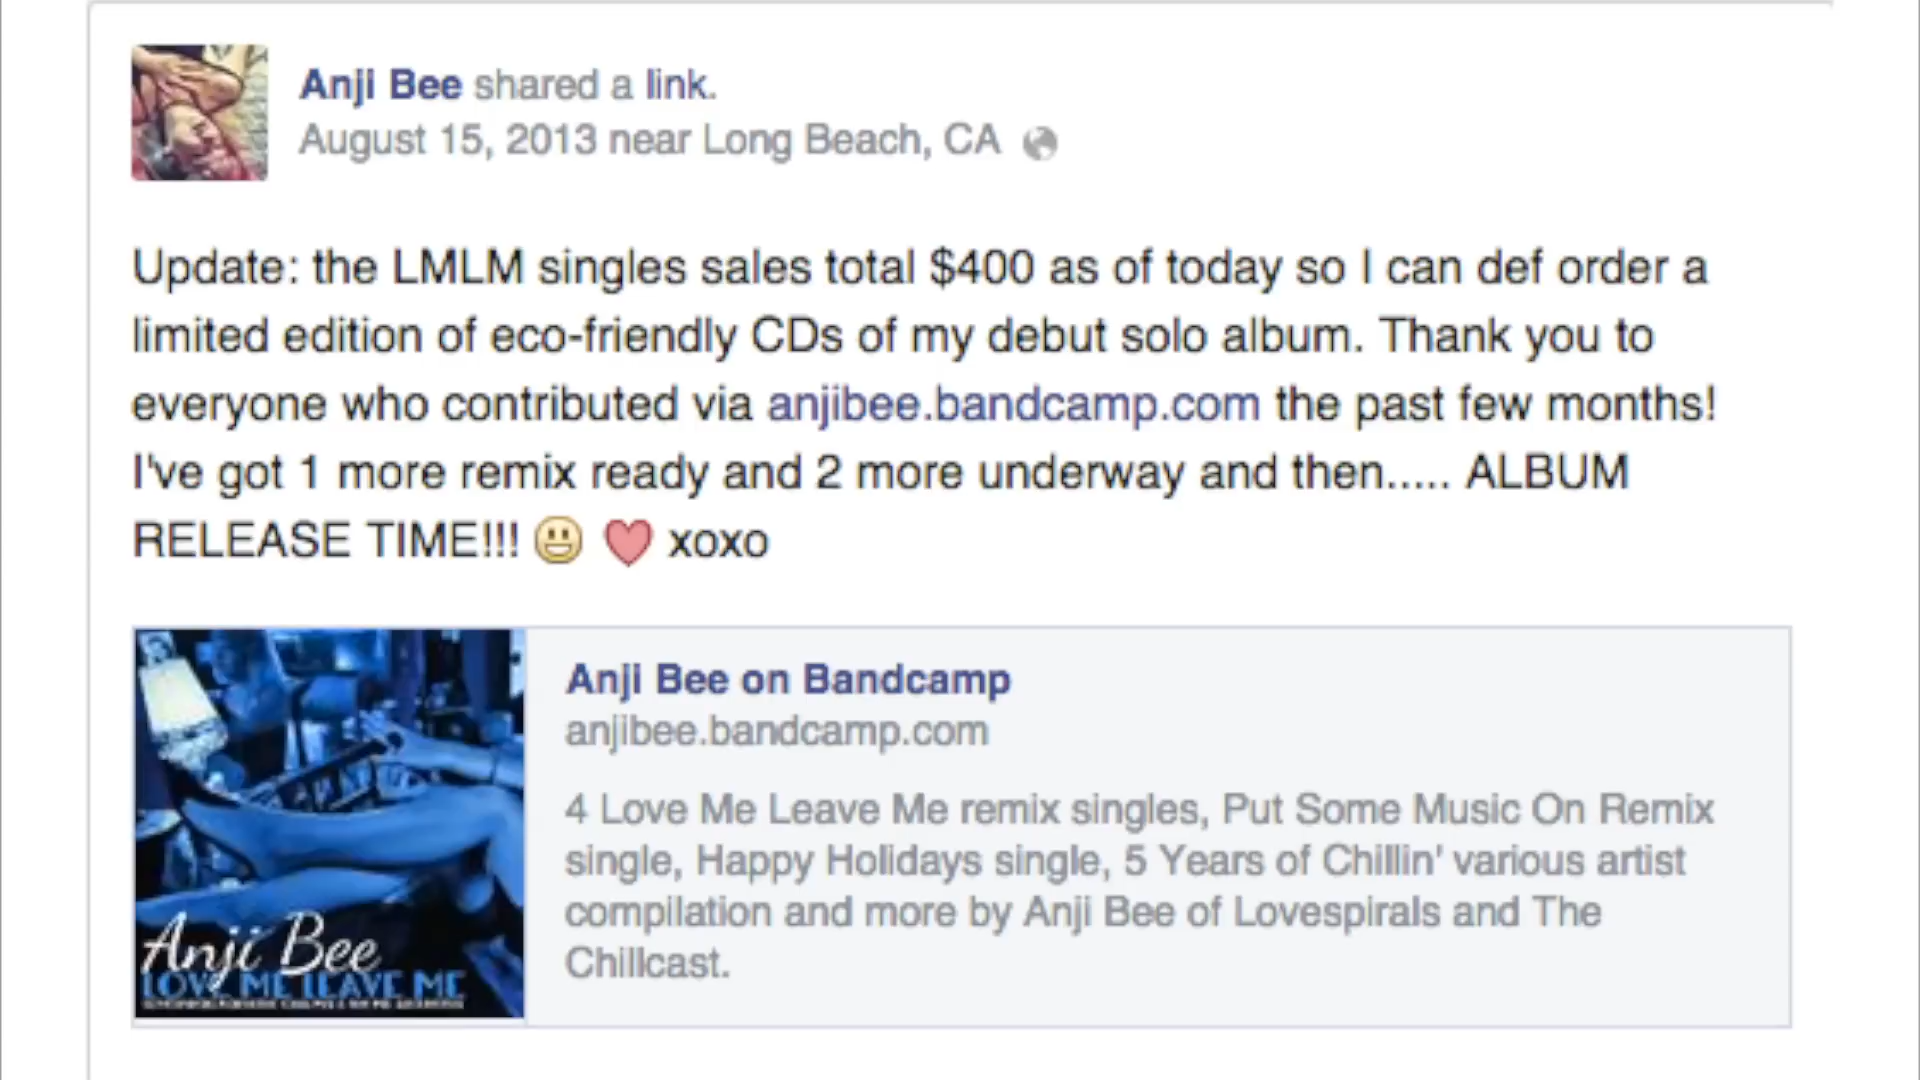 Anji Bee shared a link.
August 15, 2013 near Long Beach, CA
Update: the LMLM singles sales total $400 as of today so I can def order a
limited edition of eco-friendly CDs of my debut solo album. Thank you to
everyone who contributed via anjibee.bandcamp.com the past few months!
I've got 1 more remix ready and 2 more underway and then..... ALBUM
RELEASE TIME!!! 😃 ❤ xoxo
Anji Bee on Bandcamp
anjibee.bandcamp.com
4 Love Me Leave Me remix singles, Put Some Music On Remix
single, Happy Holidays single, 5 Years of Chillin' various artist
compilation and more by Anji Bee of Lovespirals and The
Chillcast.
Anji Bee
LOVE ME LEAVE ME